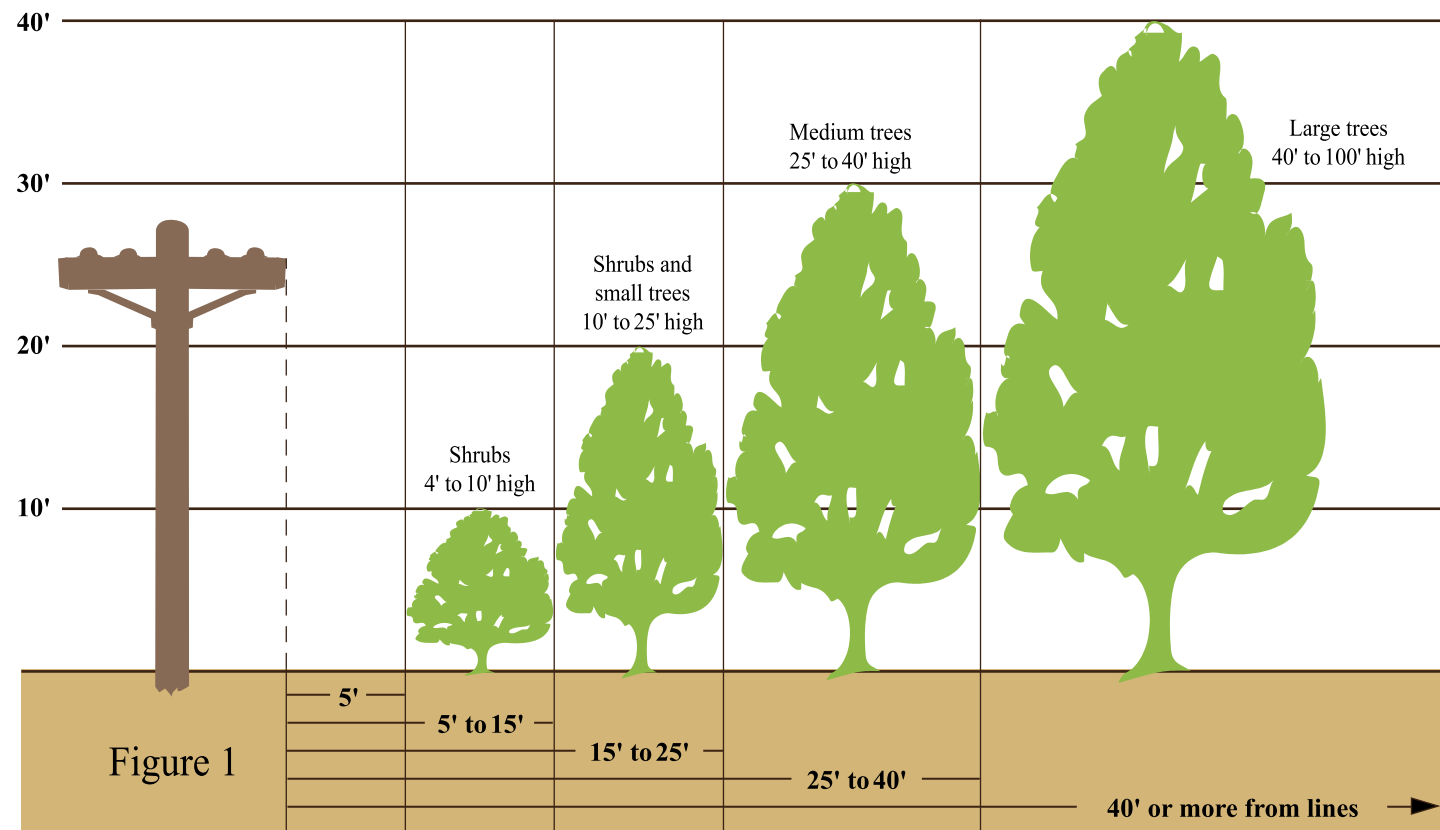 40'
Large trees
40' to 100' high
Medium trees
25' to 40' high
30'
Shrubs and
small trees
10' to 25' high
20'
Shrubs
4' to 10' high
10'
5'
5' to 15'
15' to 25'
Figure 1
25' to 40'
40' or more from lines